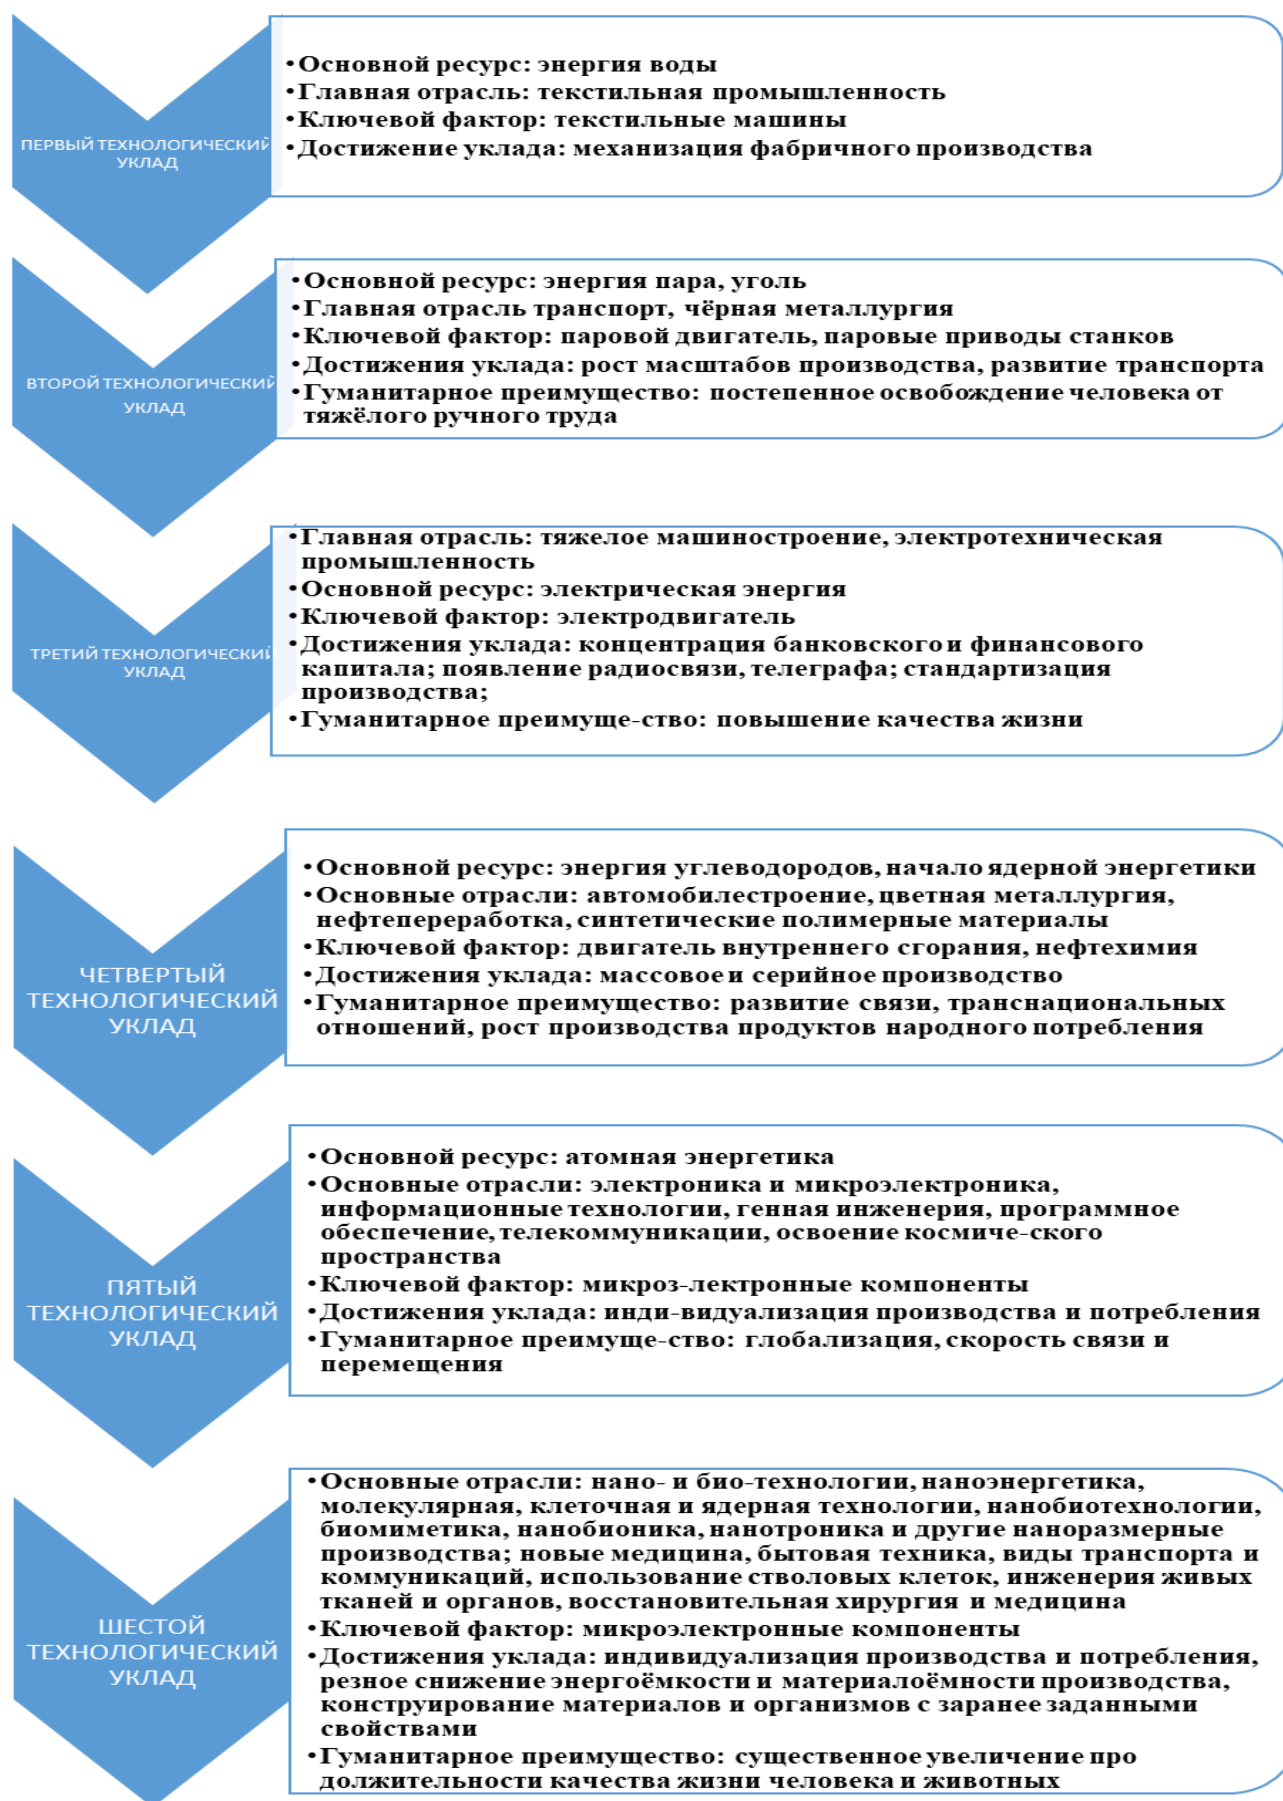 ПЕРВЫЙ ТЕХНОЛОГИЧЕСКИЙ
УКЛАД
•Основной ресурс: энергия воды
•Главная отрасль: текстильная промышленность
•Ключевой фактор: текстильные машины
•Достижение уклада: механизация фабричного производства
ВТОРОЙ ТЕХНОЛОГИЧЕСКИЙ
УКЛАД
•Основной ресурс: энергия пара, уголь
•Главная отрасль транспорт, чёрная металлургия
•Ключевой фактор: паровой двигатель, паровые приводы станков
•Достижения уклада: рост масштабов производства, развитие транспорта
•Гуманитарное преимущество: постепенное освобождение человека от
тяжёлого ручного труда
ТРЕТИЙ ТЕХНОЛОГИЧЕСКИЙ
УКЛАД
•Главная отрасль: тяжелое машиностроение, электротехническая
промышленность
•Основной ресурс: электрическая энергия
•Ключевой фактор: электродвигатель
•Достижения уклада: концентрация банковского и финансового
капитала; появление радиосвязи, телеграфа; стандартизация
производства;
•Гуманитарное преимуще-ство: повышение качества жизни
ЧЕТВЕРТЫЙ
ТЕХНОЛОГИЧЕСКИЙ
УКЛАД
•Основной ресурс: энергия углеводородов, начало ядерной энергетики
•Основные отрасли: автомобилестроение, цветная металлургия,
нефтепереработка, синтетические полимерные материалы
•Ключевой фактор: двигатель внутреннего сгорания, нефтехимия
•Достижения уклада: массовое и серийное производство
•Гуманитарное преимущество: развитие связи, транснациональных
отношений, рост производства продуктов народного потребления
ПЯТЫЙ
ТЕХНОЛОГИЧЕСКИЙ
УКЛАД
•Основной ресурс: атомная энергетика
•Основные отрасли: электроника и микроэлектроника,
информационные технологии, генная инженерия, программное
обеспечение, телекоммуникации, освоение космиче-ского
пространства
•Ключевой фактор: микроз-лектронные компоненты
•Достижения уклада: инди-видуализация производства и потребления
•Гуманитарное преимуще-ство: глобализация, скорость связи и
перемещения
ШЕСТОЙ
ТЕХНОЛОГИЧЕСКИЙ
УКЛАД
•Основные отрасли: нано- и био-технологии, наноэнергетика,
молекулярная, клеточная и ядерная технологии, нанобиотехнологии,
биомиметика, нанобионика, нанотроника и другие наноразмерные
производства; новые медицина, бытовая техника, виды транспорта и
коммуникаций, использование стволовых клеток, инженерия живых
тканей и органов, восстановительная хирургия и медицина
•Ключевой фактор: микроэлектронные компоненты
•Достижения уклада: индивидуализация производства и потребления,
резное снижение энергоёмкости и материалоёмности производства,
конструирование материалов и организмов с заранее заданными
свойствами
•Гуманитарное преимущество: существенное увеличение про
должительности качества жизни человека и животных